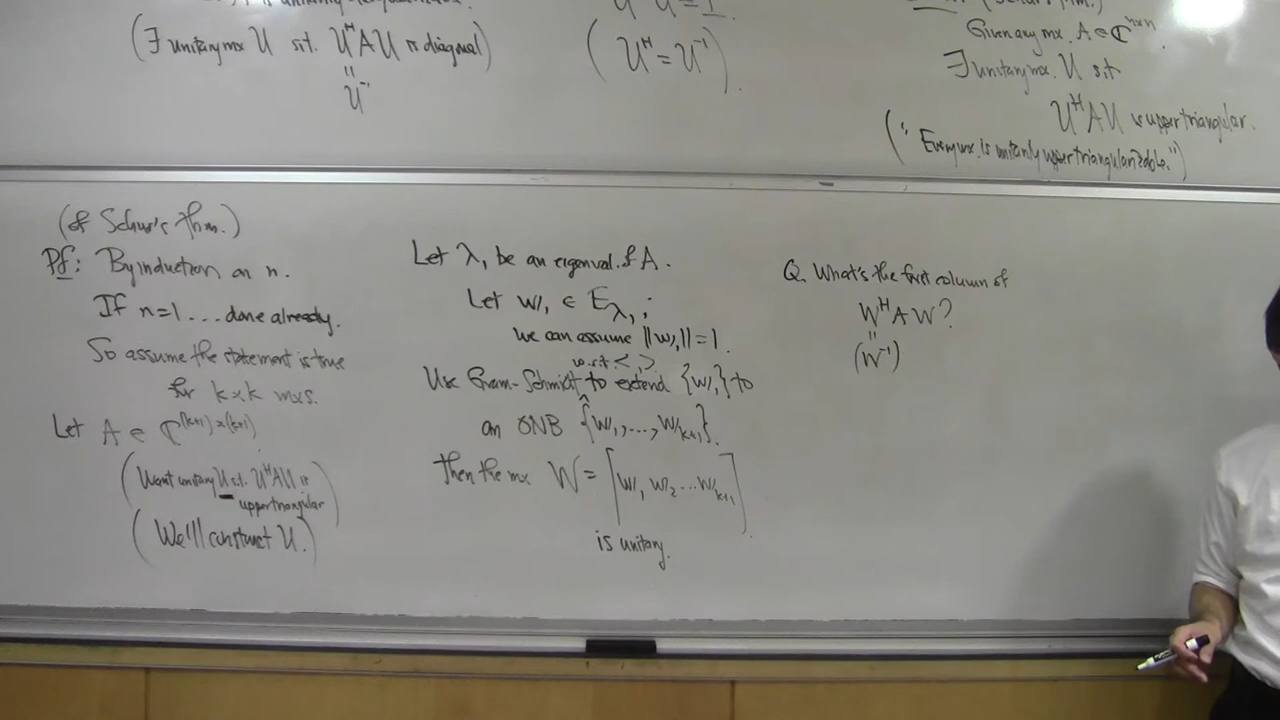 (∃ unitary mx U s.t. U^H A U is diagonal)
"
U^{-1}
(U^H = U^{-1}).
Given any mx. A ∈ ℂ^{n×n},
∃ unitary mx. U s.t.
U^H A U is upper triangular.
("Every mx. is unitarily upper triangularizable.")
(of Schur's thm.)
Pf: By induction on n.
If n=1 ... done already.
So assume the statement is true
for k×k mxs.
Let A ∈ ℂ^{(k+1)×(k+1)}.
(Want unitary U s.t. U^H A U is
upper triangular)
(We'll construct U.)
Let λ₁ be an eigenval. of A.
Let w₁ ∈ E_{λ₁};
we can assume ||w₁||=1.
w.r.t. < , >
Use Gram-Schmidt to extend {w₁} to
an ONB {w₁,...,w_{k+1}}.
Then the mx W = [w₁ w₂ ... w_{k+1}]
is unitary.
Q. What's the first column of
W^H A W?
"
(W^{-1})